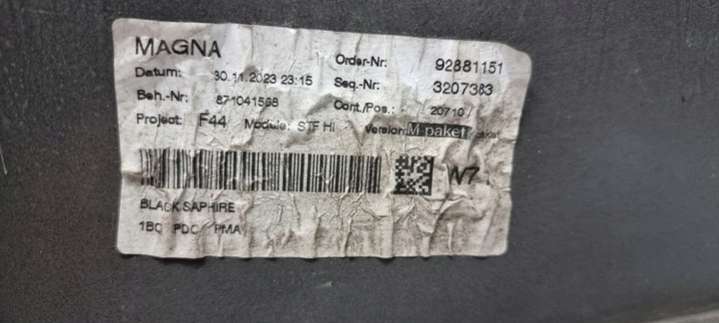 MAGNA
Datum: 30.11.2023 23:15
Beh.-Nr: 871041568
Project: F44 Module: STF HI Version: M paket
Order-Nr: 92881151
Seq.-Nr: 3207363
Cont./Pos.: 20710 /
W7
BLACK SAPHIRE
1BQ PDC PMA